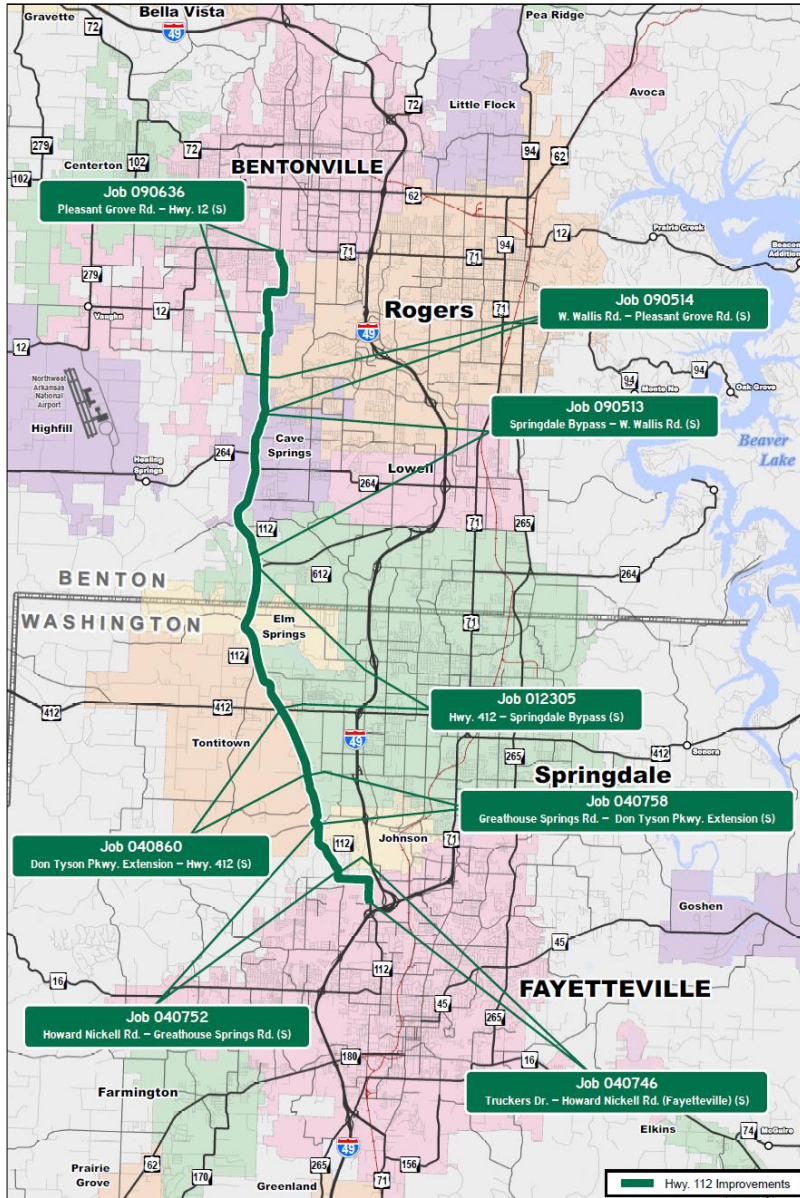 Gravette
Bella Vista
Pea Ridge
72
49
Little Flock
Avoca
72
279
94
62
Centerton
102
72
102
BENTONVILLE
62
Job 090636
Pleasant Grove Rd. – Hwy. 12 (S)
12
Prairie Creek
94
71
71
Beacon
Addition
279
Vaughn
12
Rogers
71
Job 090514
W. Wallis Rd. – Pleasant Grove Rd. (S)
49
12
94
94
Monte Ne
Oak Grove
Northwest
Arkansas
National
Airport
Highfill
Job 090513
Springdale Bypass – W. Wallis Rd. (S)
Cave
Springs
Beaver
Lake
264
Healing
Springs
Lowell
264
112
71
265
BENTON
612
264
WASHINGTON
Elm
Springs
71
112
412
412
Job 012305
Hwy. 412 – Springdale Bypass (S)
49
Tontitown
265
412
Sonora
Springdale
Job 040758
Greathouse Springs Rd. – Don Tyson Pkwy. Extension (S)
Job 040860
Don Tyson Pkwy. Extension – Hwy. 412 (S)
112
Johnson
71
Goshen
45
16
112
FAYETTEVILLE
45
265
Job 040752
Howard Nickell Rd. – Greathouse Springs Rd. (S)
180
16
Farmington
Job 040746
Truckers Dr. – Howard Nickell Rd. (Fayetteville) (S)
Elkins
74
McGuire
49
Prairie
Grove
62
170
265
156
Greenland
71
Hwy. 112 Improvements